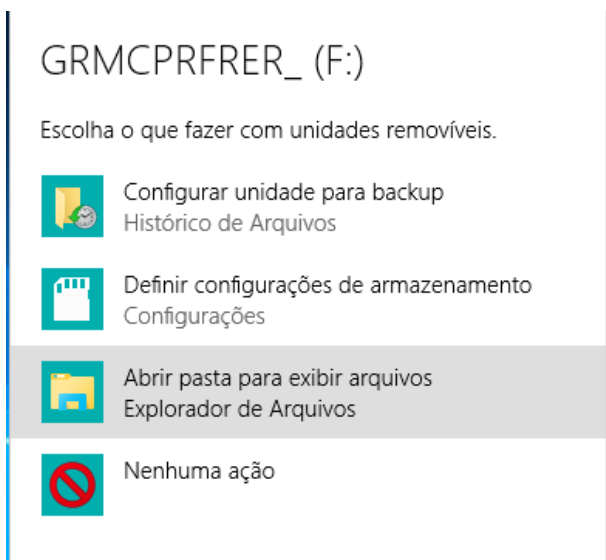 GRMCPRFRER_ (F:)
Escolha o que fazer com unidades removíveis.
Configurar unidade para backup
Histórico de Arquivos
Definir configurações de armazenamento
Configurações
Abrir pasta para exibir arquivos
Explorador de Arquivos
Nenhuma ação